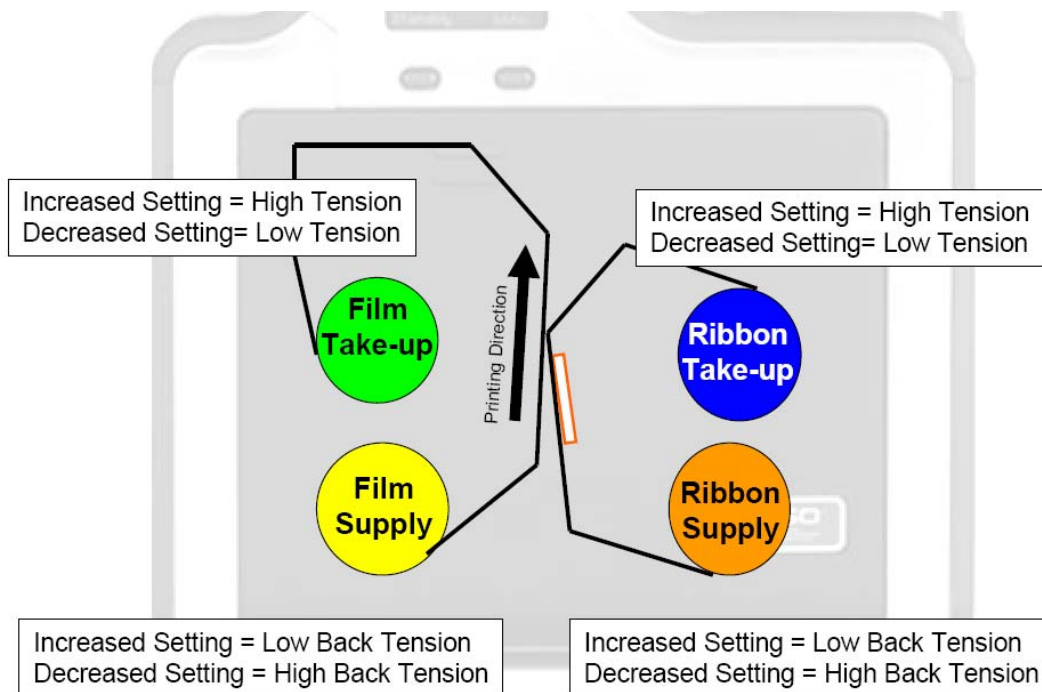 Increased Setting = High Tension
Decreased Setting= Low Tension
Increased Setting = High Tension
Decreased Setting= Low Tension
Film
Take-up
Printing Direction
Ribbon
Take-up
Film
Supply
Ribbon
Supply
Increased Setting = Low Back Tension
Decreased Setting = High Back Tension
Increased Setting = Low Back Tension
Decreased Setting = High Back Tension